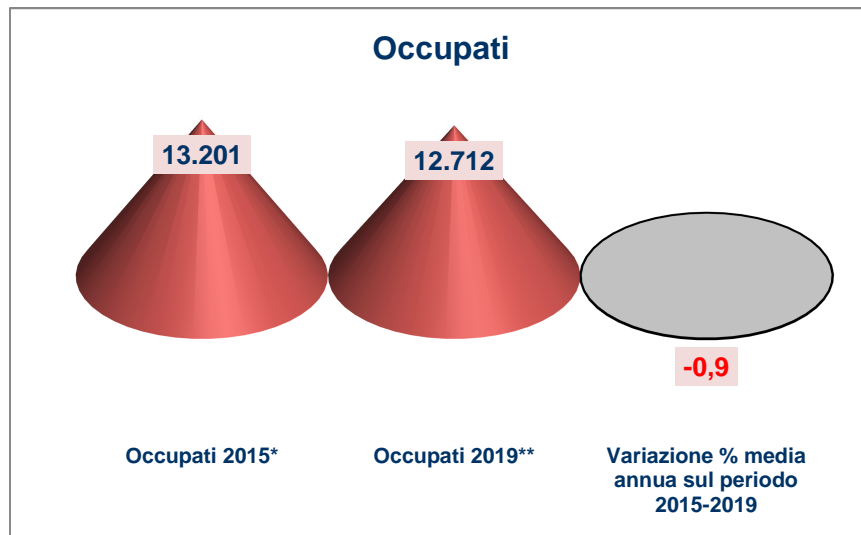 Occupati
13.201
12.712
-0,9
Occupati 2015*
Occupati 2019**
Variazione % media
annua sul periodo
2015-2019